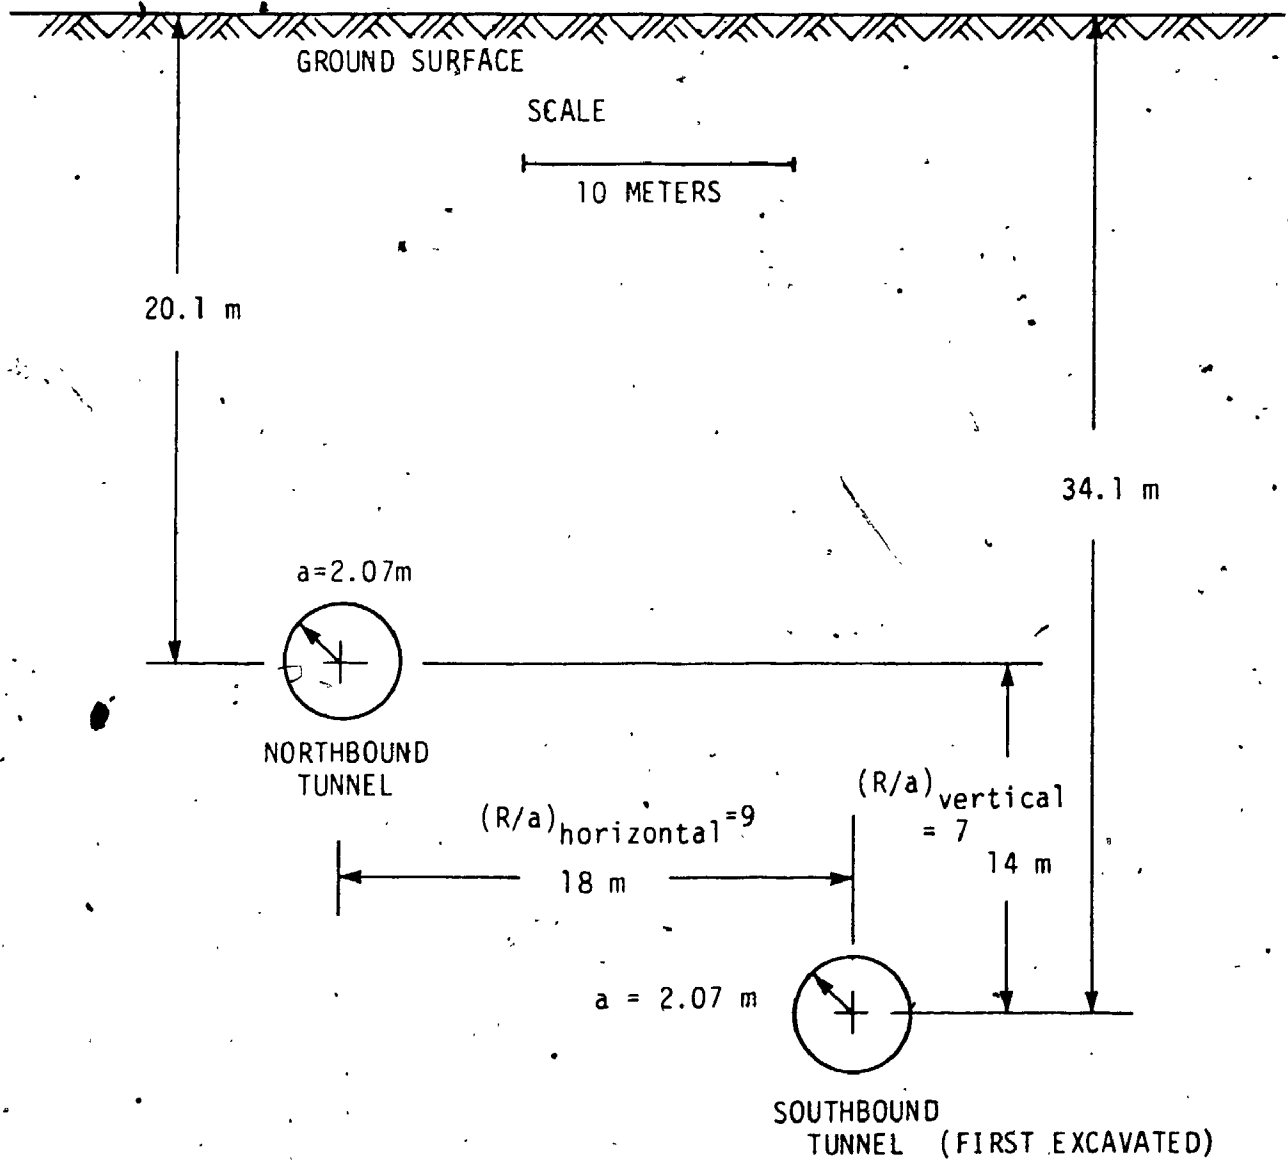 GROUND SURFACE
SCALE
10 METERS
20.1 m
34.1 m
a=2.07m
NORTHBOUND
TUNNEL
(R/a)horizontal=9
18 m
(R/a)vertical
= 7
14 m
a = 2.07 m
SOUTHBOUND
TUNNEL (FIRST EXCAVATED)